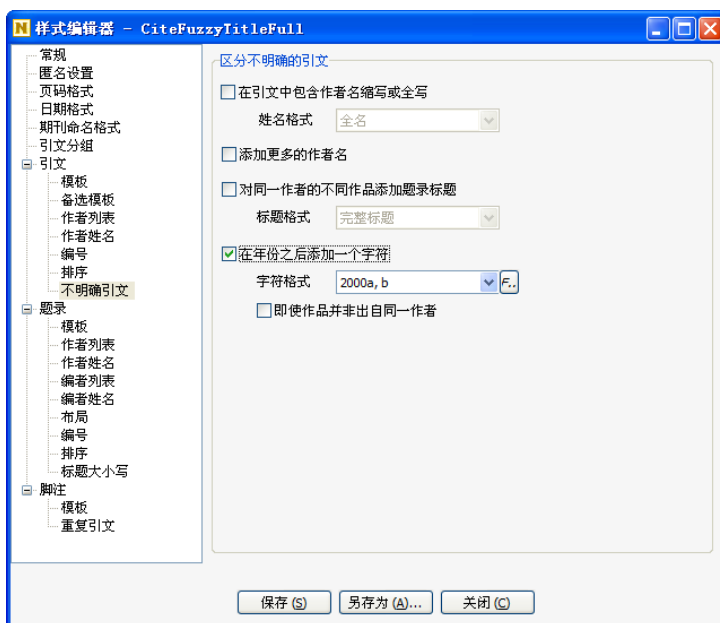 N 样式编辑器 - CiteFuzzyTitleFull
常规
匿名设置
页码格式
日期格式
期刊命名格式
引文分组
引文
模板
备选模板
作者列表
作者姓名
编号
排序
不明确引文
题录
模板
作者列表
作者姓名
编者列表
编者姓名
布局
编号
排序
标题大小写
脚注
模板
重复引文
区分不明确的引文
在引文中包含作者名缩写或全写
姓名格式 全名
添加更多的作者名
对同一作者的不同作品添加题录标题
标题格式 完整标题
在年份之后添加一个字符
字符格式 2000a, b F..
即使作品并非出自同一作者
保存(S) 另存为(A)... 关闭(C)